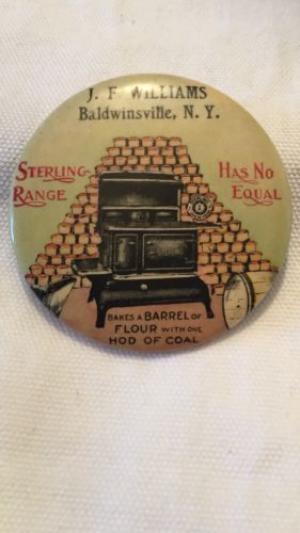 J. F. WILLIAMS
Baldwinsville, N. Y.
STERLING
RANGE
HAS NO
EQUAL
BAKES A BARREL OF
FLOUR WITH ONE
HOD OF COAL